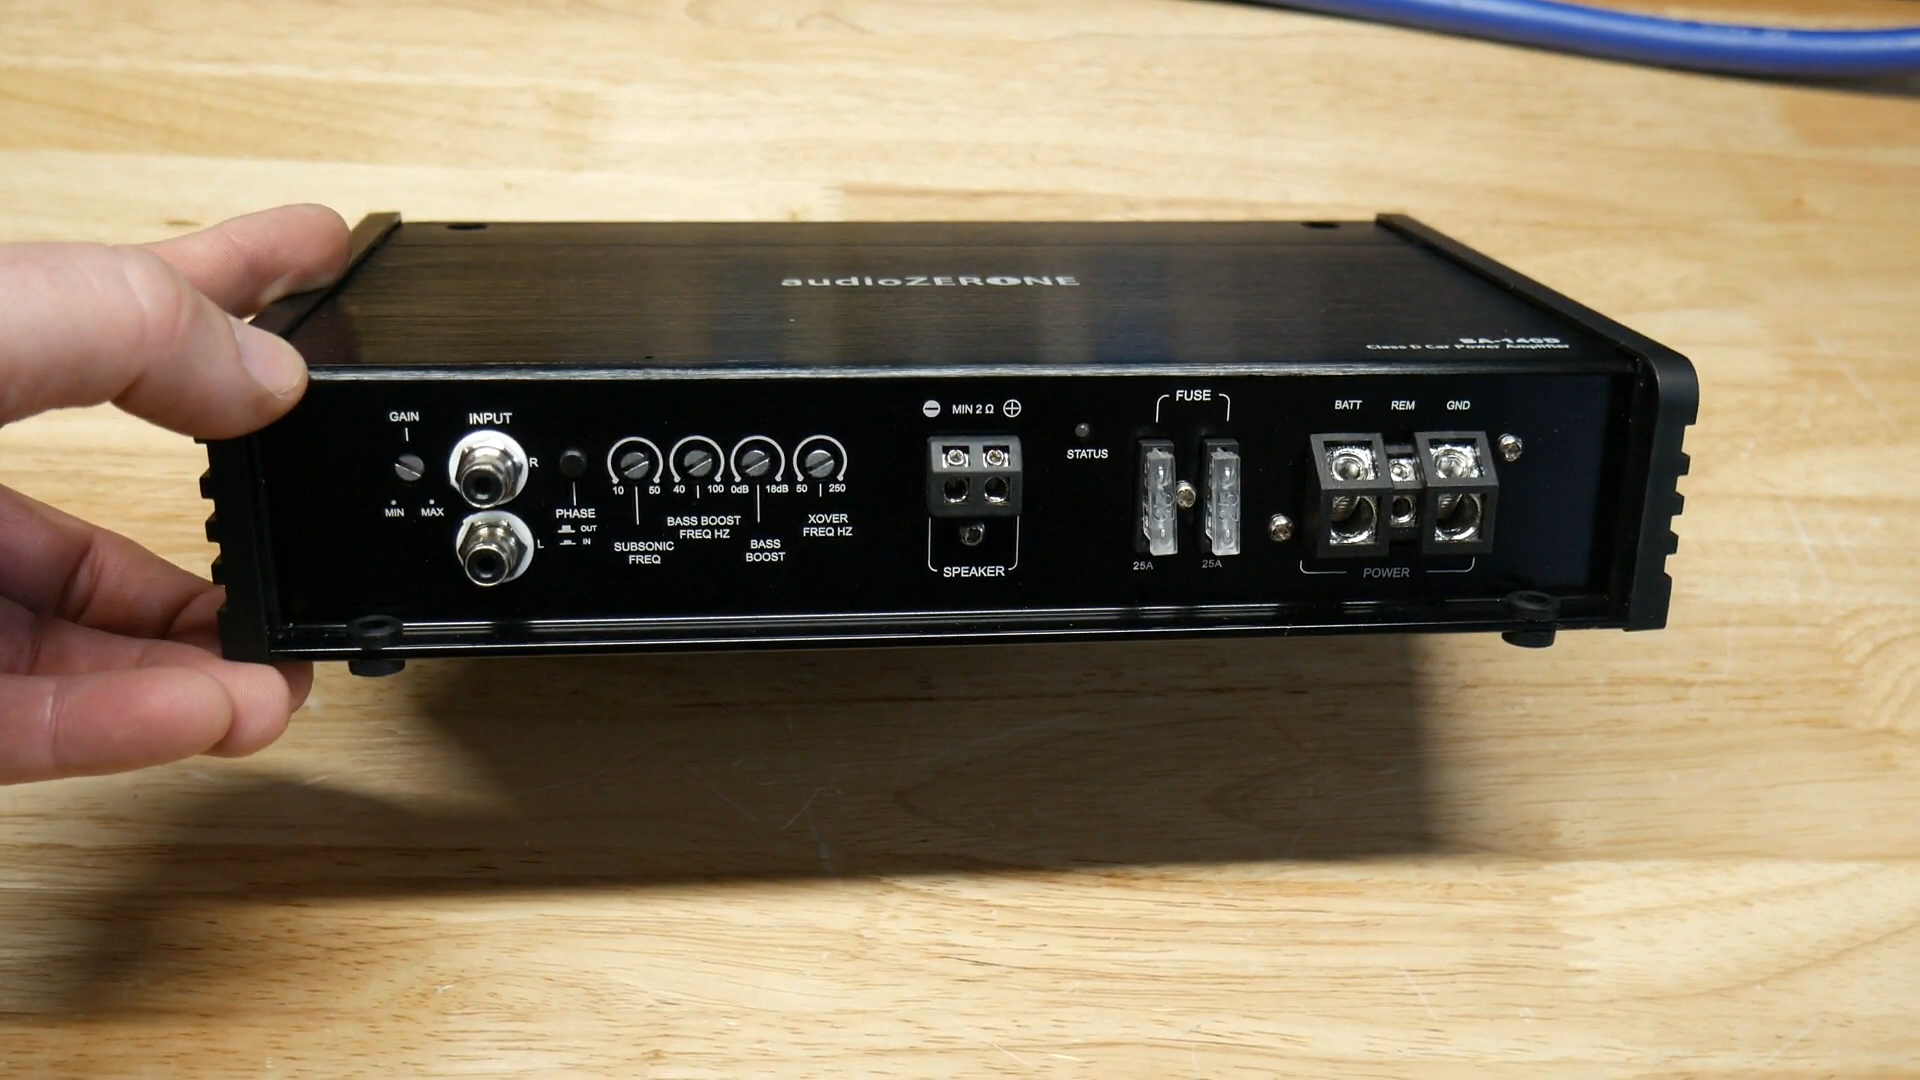 audioZERONE
Class D Car Power Amplifier
GAIN
MIN MAX
INPUT
R
L
PHASE
OUT
IN
10 50
SUBSONIC
FREQ
40 100
BASS BOOST
FREQ HZ
0dB 18dB
BASS
BOOST
50 250
XOVER
FREQ HZ
MIN 2 Ω
SPEAKER
STATUS
FUSE
25A 25A
BATT REM GND
POWER